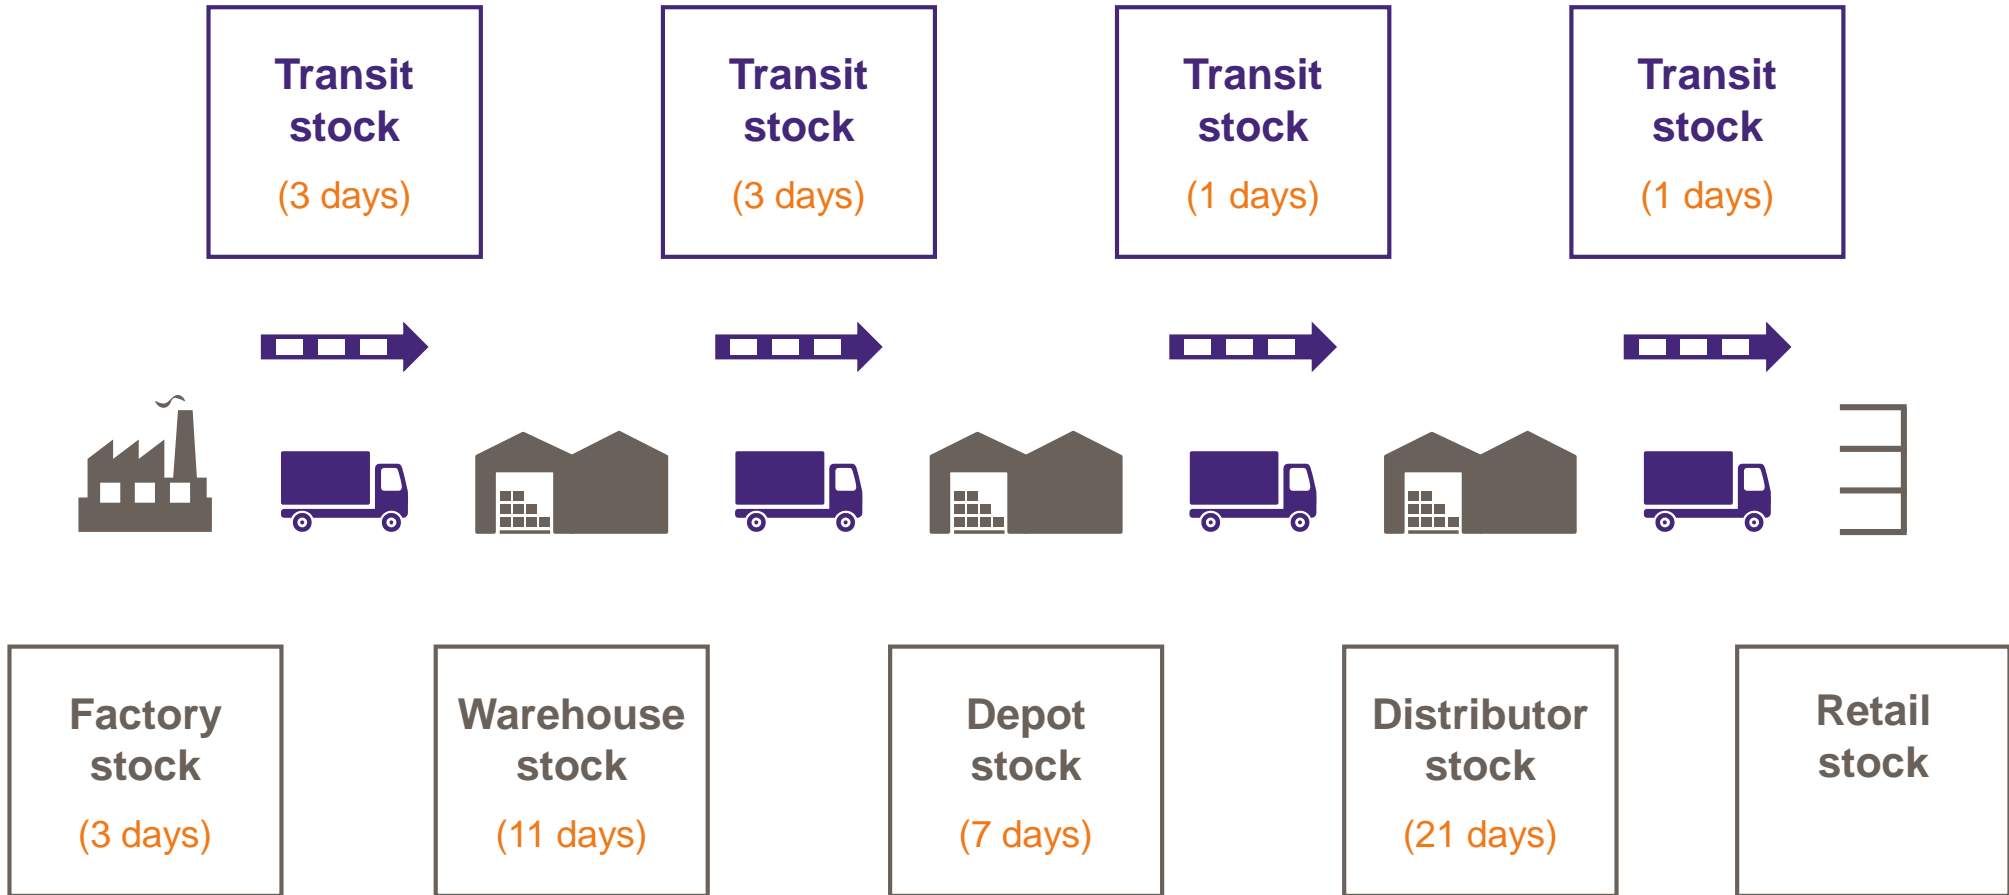 Transit
stock
(3 days)
Transit
stock
(3 days)
Transit
stock
(1 days)
Transit
stock
(1 days)
Factory
stock
(3 days)
Warehouse
stock
(11 days)
Depot
stock
(7 days)
Distributor
stock
(21 days)
Retail
stock